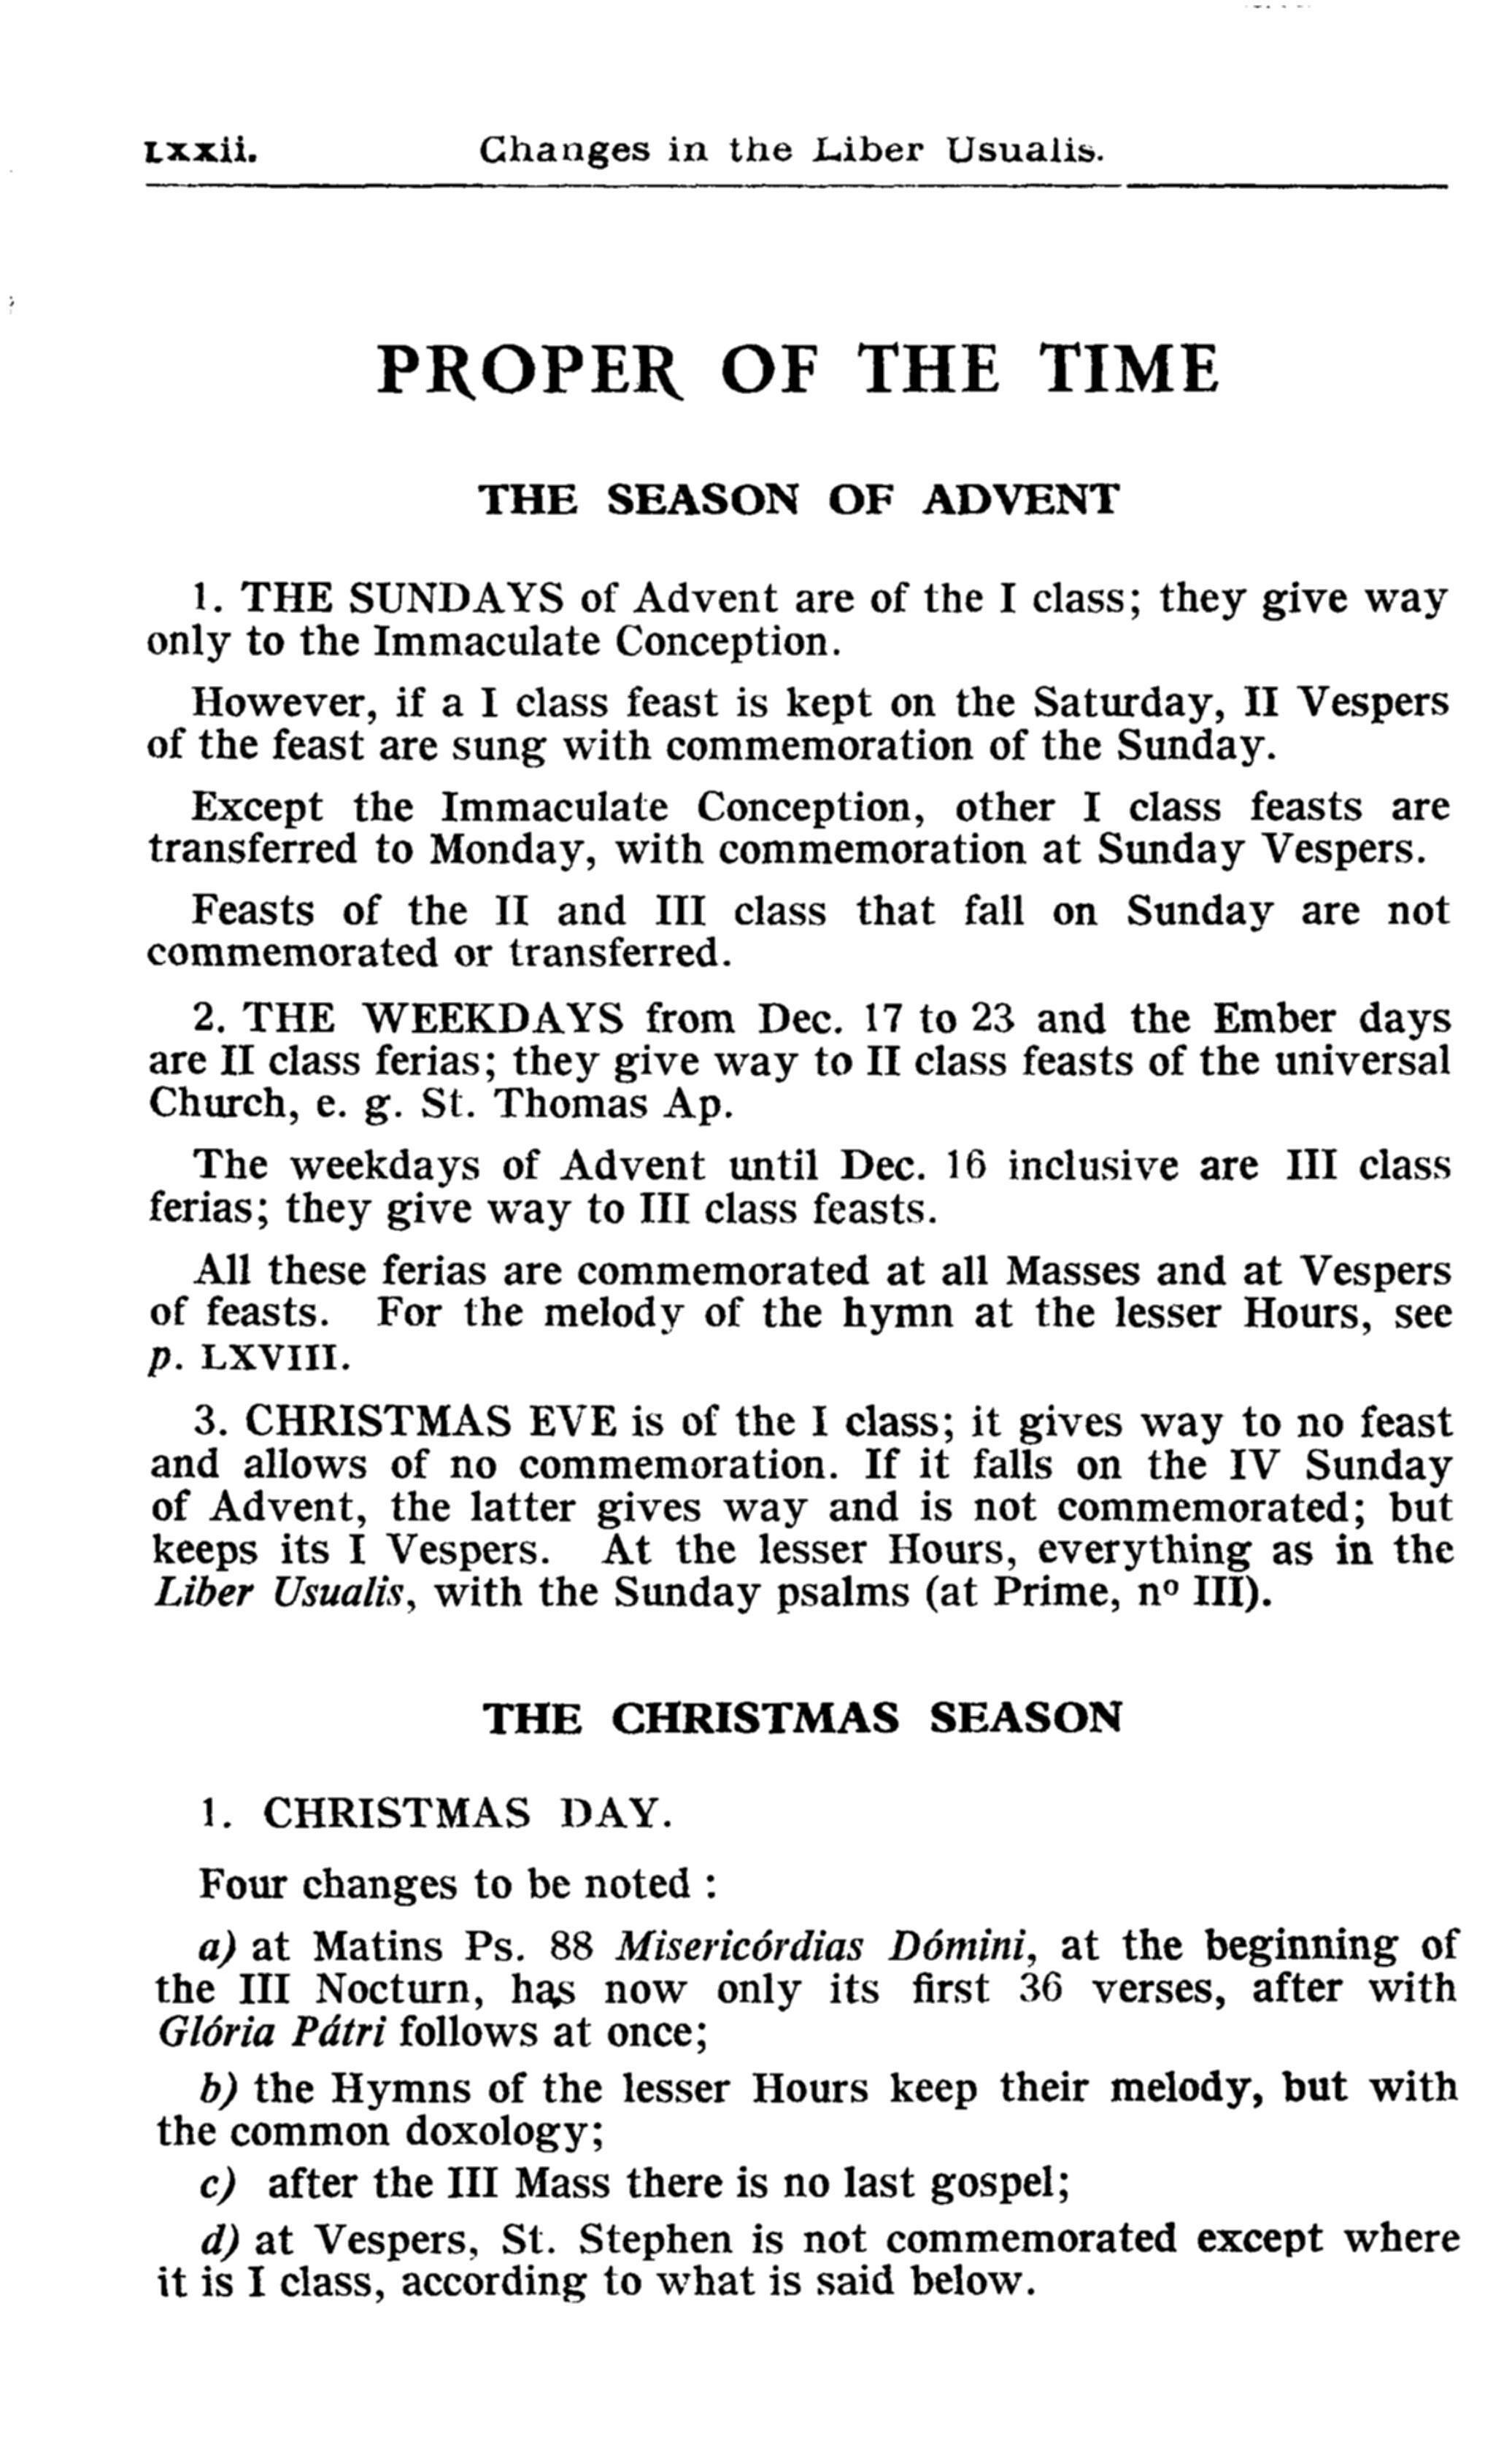 Lxxii. Changes in the Liber Usualis.
PROPER OF THE TIME
THE SEASON OF ADVENT
1. THE SUNDAYS of Advent are of the I class; they give way
only to the Immaculate Conception.
However, if a I class feast is kept on the Saturday, II Vespers
of the feast are sung with commemoration of the Sunday.
Except the Immaculate Conception, other I class feasts are
transferred to Monday, with commemoration at Sunday Vespers.
Feasts of the II and III class that fall on Sunday are not
commemorated or transferred.
2. THE WEEKDAYS from Dec. 17 to 23 and the Ember days
are II class ferias; they give way to II class feasts of the universal
Church, e. g. St. Thomas Ap.
The weekdays of Advent until Dec. 16 inclusive are III class
ferias; they give way to III class feasts.
All these ferias are commemorated at all Masses and at Vespers
of feasts. For the melody of the hymn at the lesser Hours, see
p. LXVIII.
3. CHRISTMAS EVE is of the I class; it gives way to no feast
and allows of no commemoration. If it falls on the IV Sunday
of Advent, the latter gives way and is not commemorated; but
keeps its I Vespers. At the lesser Hours, everything as in the
Liber Usualis, with the Sunday psalms (at Prime, nº III).
THE CHRISTMAS SEASON
1. CHRISTMAS DAY.
Four changes to be noted :
a) at Matins Ps. 88 Misericórdias Dómini, at the beginning of
the III Nocturn, has now only its first 36 verses, after with
Glória Pátri follows at once;
b) the Hymns of the lesser Hours keep their melody, but with
the common doxology;
c) after the III Mass there is no last gospel;
d) at Vespers, St. Stephen is not commemorated except where
it is I class, according to what is said below.